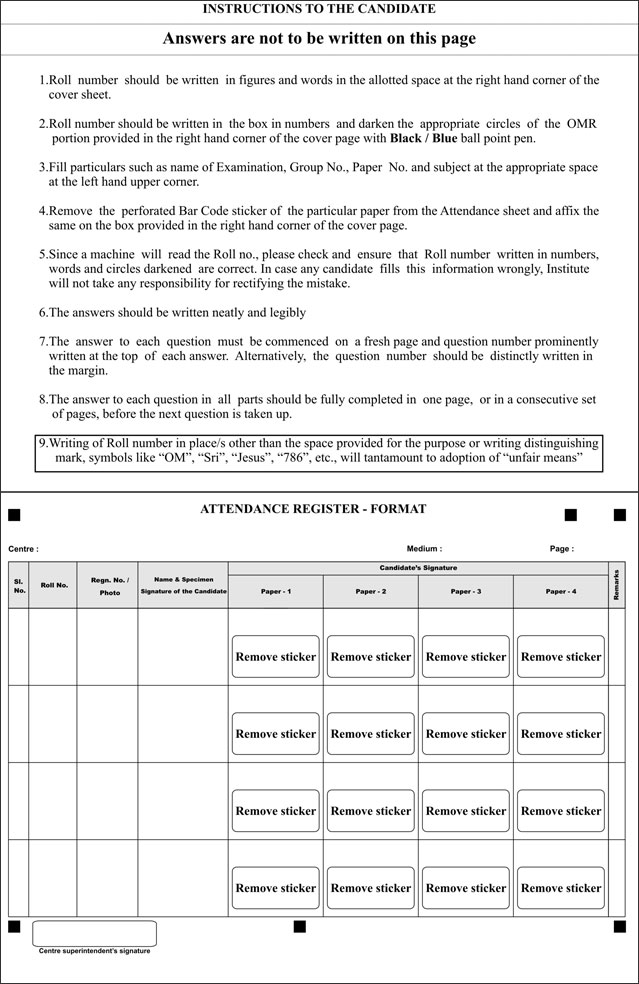 INSTRUCTIONS TO THE CANDIDATE
Answers are not to be written on this page
1.Roll number should be written in figures and words in the allotted space at the right hand corner of the
cover sheet.
2.Roll number should be written in the box in numbers and darken the appropriate circles of the OMR
portion provided in the right hand corner of the cover page with Black / Blue ball point pen.
3.Fill particulars such as name of Examination, Group No., Paper No. and subject at the appropriate space
at the left hand upper corner.
4.Remove the perforated Bar Code sticker of the particular paper from the Attendance sheet and affix the
same on the box provided in the right hand corner of the cover page.
5.Since a machine will read the Roll no., please check and ensure that Roll number written in numbers,
words and circles darkened are correct. In case any candidate fills this information wrongly, Institute
will not take any responsibility for rectifying the mistake.
6.The answers should be written neatly and legibly
7.The answer to each question must be commenced on a fresh page and question number prominently
written at the top of each answer. Alternatively, the question number should be distinctly written in
the margin.
8.The answer to each question in all parts should be fully completed in one page, or in a consecutive set
of pages, before the next question is taken up.
9.Writing of Roll number in place/s other than the space provided for the purpose or writing distinguishing
mark, symbols like “OM”, “Sri”, “Jesus”, “786”, etc., will tantamount to adoption of “unfair means”
ATTENDANCE REGISTER - FORMAT
Centre : Medium : Page :
Candidate's Signature
Sl. No. Roll No. Regn. No. / Photo Name & Specimen Signature of the Candidate Paper - 1 Paper - 2 Paper - 3 Paper - 4 Remarks
Remove sticker Remove sticker Remove sticker Remove sticker
Remove sticker Remove sticker Remove sticker Remove sticker
Remove sticker Remove sticker Remove sticker Remove sticker
Remove sticker Remove sticker Remove sticker Remove sticker
Centre superintendent's signature